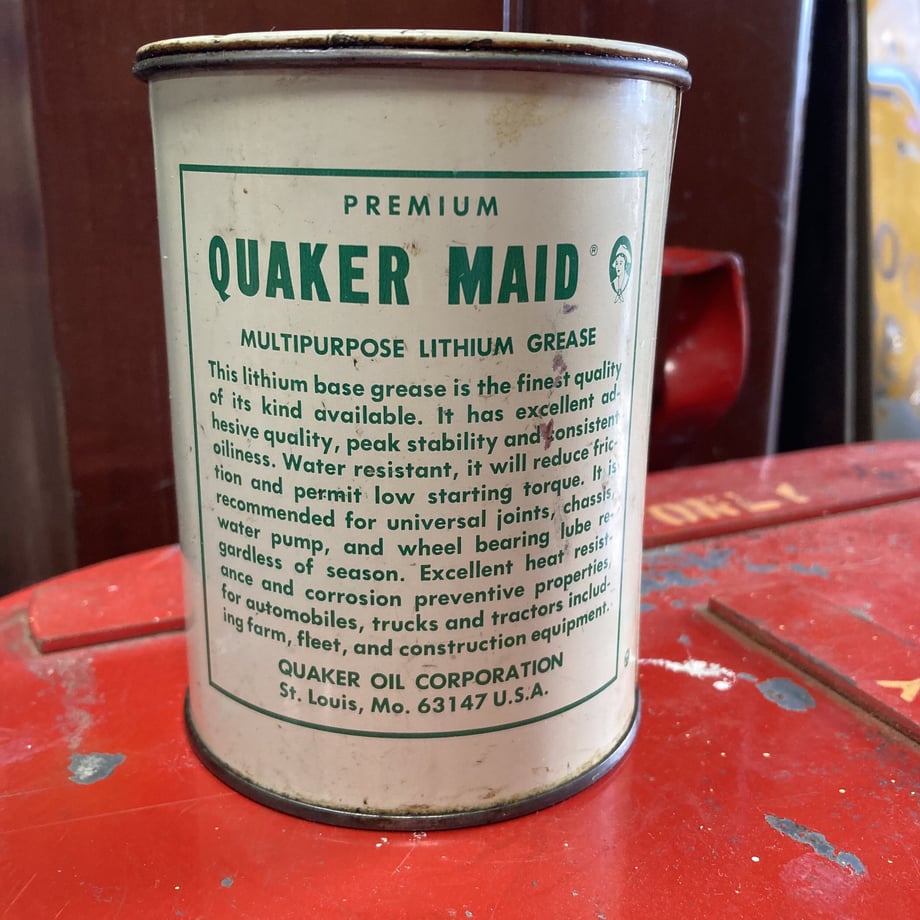 PREMIUM
QUAKER MAID®
MULTIPURPOSE LITHIUM GREASE
This lithium base grease is the finest quality
of its kind available. It has excellent ad-
hesive quality, peak stability and consistent
oiliness. Water resistant, it will reduce fric-
tion and permit low starting torque. It is
recommended for universal joints, chassis,
water pump, and wheel bearing lube re-
gardless of season. Excellent heat resist-
ance and corrosion preventive properties,
for automobiles, trucks and tractors includ-
ing farm, fleet, and construction equipment.
QUAKER OIL CORPORATION
St. Louis, Mo. 63147 U.S.A.